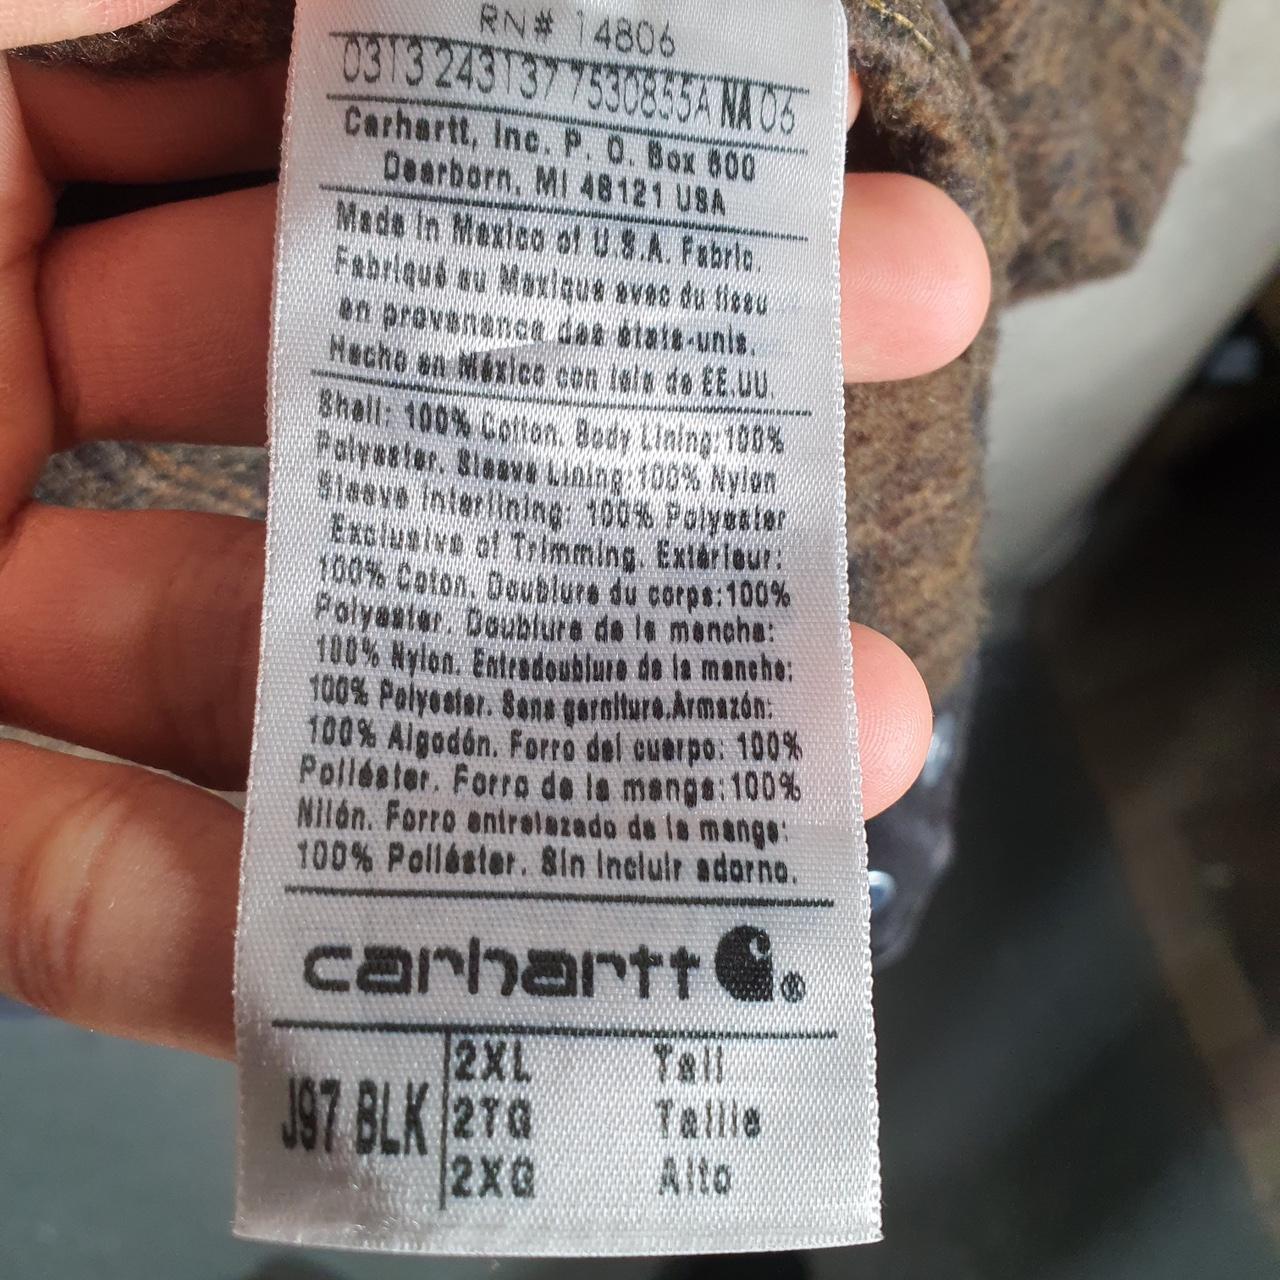 RN# 14806
0313 243137 7530855A NA 06
Carhartt, Inc. P. O. Box 600
Dearborn, MI 48121 USA
Made in Mexico of U.S.A. Fabric.
Fabriqué au Mexique avec du tissu
en provenance des états-unis.
Hecho en México con tela de EE.UU.
Shell: 100% Cotton. Body Lining:100%
Polyester. Sleeve Lining:100% Nylon
Sleeve Interlining: 100% Polyester
Exclusive of Trimming. Extérieur:
100% Coton. Doublure du corps:100%
Polyester. Doublure de la manche:
100% Nylon. Entredoublure de la manche:
100% Polyester. Sans garniture.Armazón:
100% Algodón. Forro del cuerpo: 100%
Poliéster. Forro de la manga:100%
Nilón. Forro entrelazado de la manga:
100% Poliéster. Sin incluir adorno.
carhartt ®
J97 BLK
2XL Tall
2TG Taille
2XG Alto